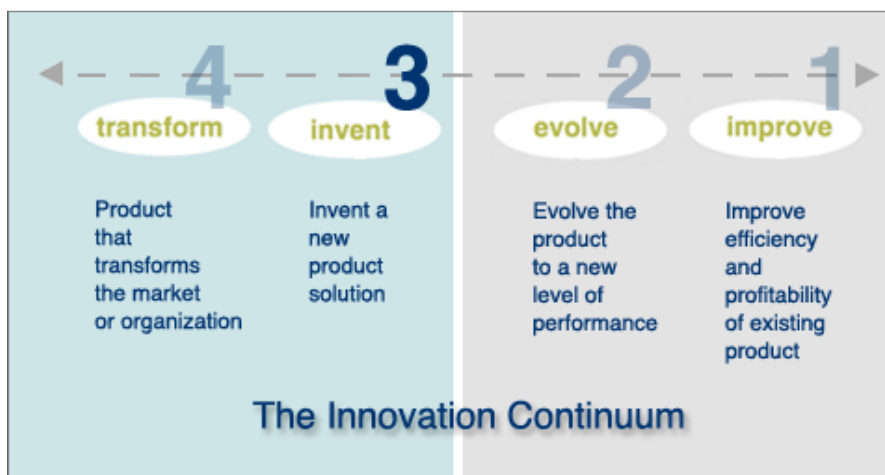 4
transform
Product
that
transforms
the market
or organization
3
invent
Invent a
new
product
solution
2
evolve
Evolve the
product
to a new
level of
performance
1
improve
Improve
efficiency
and
profitability
of existing
product
The Innovation Continuum